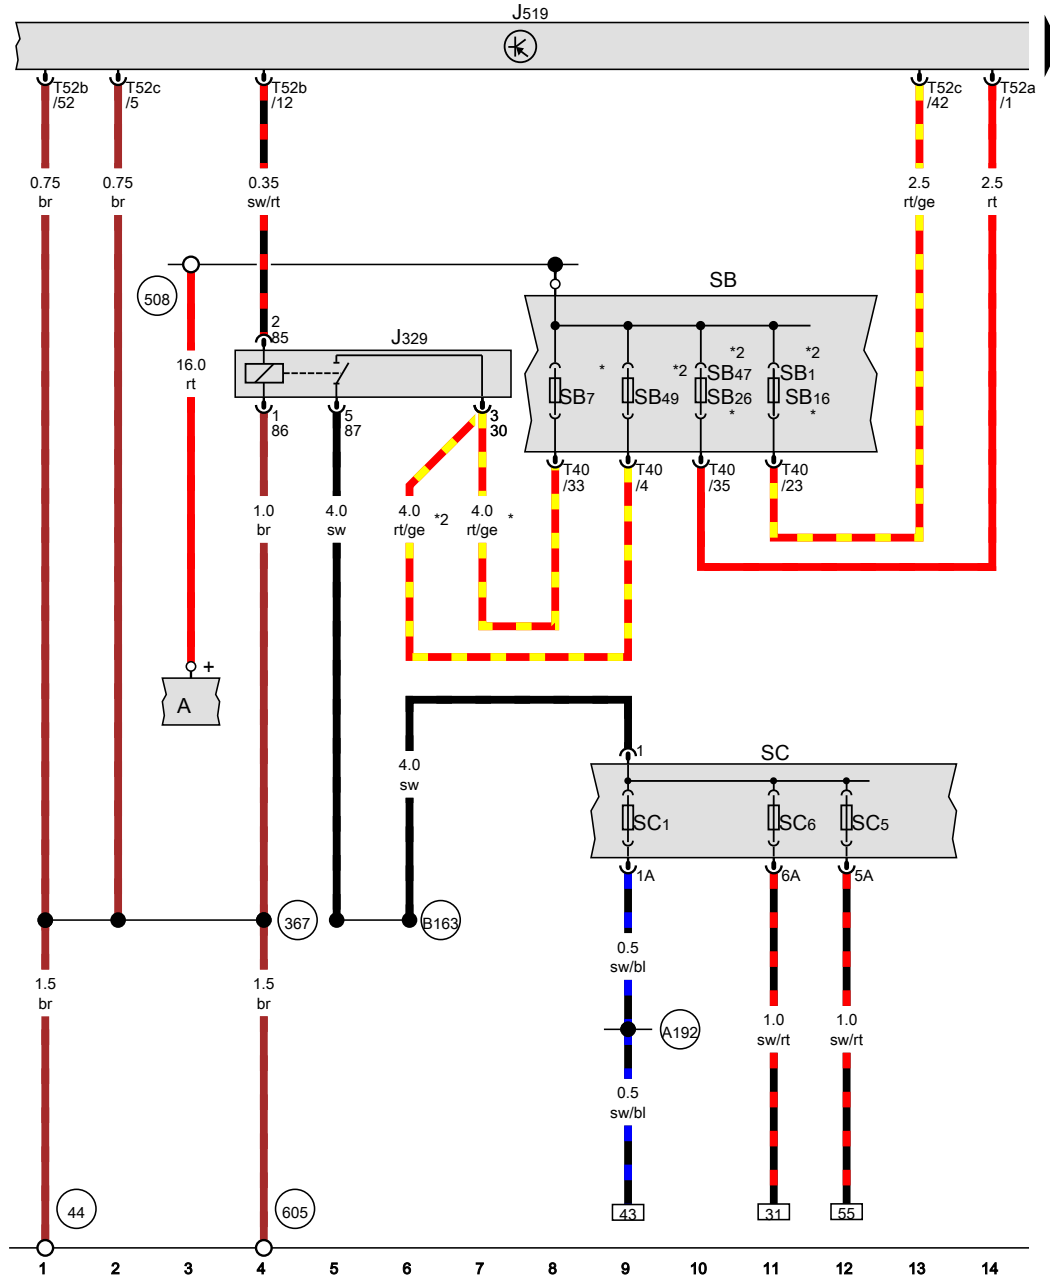 J519
T52b
/52
T52c
/5
T52b
/12
T52c
/42
T52a
/1
0.75
br
0.75
br
0.35
sw/rt
2.5
rt/ge
2.5
rt
508
SB
2
85
J329
16.0
rt
*
*2
*2
SB47
*2
SB1
SB7
SB49
SB26
SB16
*
*
1
86
5
87
3
30
T40
/33
T40
/4
T40
/35
T40
/23
1.0
br
4.0
sw
4.0
rt/ge
*2
4.0
rt/ge
*
+
A
4.0
sw
1
SC
SC1
SC6
SC5
1A
6A
5A
367
B163
0.5
sw/bl
1.5
br
1.5
br
A192
1.0
sw/rt
1.0
sw/rt
0.5
sw/bl
44
605
43
31
55
1 2 3 4 5 6 7 8 9 10 11 12 13 14